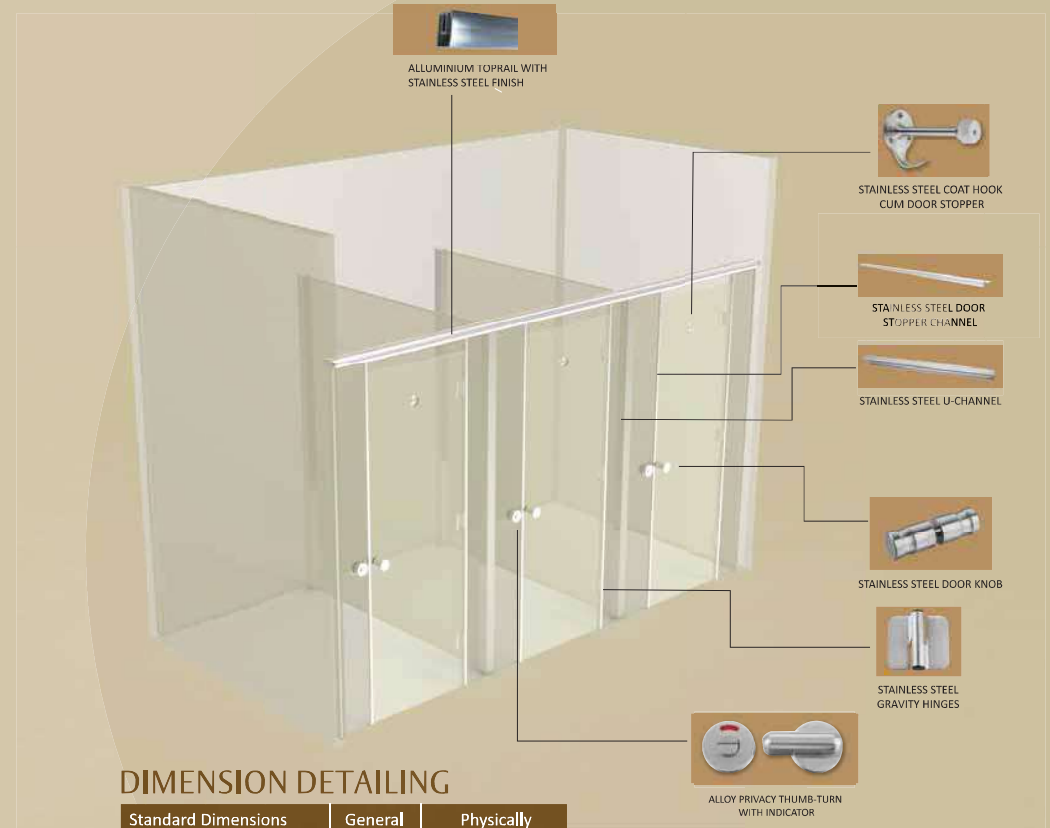 ALLUMINIUM TOPRAIL WITH
STAINLESS STEEL FINISH
STAINLESS STEEL COAT HOOK
CUM DOOR STOPPER
STAINLESS STEEL DOOR
STOPPER CHANNEL
STAINLESS STEEL U-CHANNEL
STAINLESS STEEL DOOR KNOB
STAINLESS STEEL
GRAVITY HINGES
ALLOY PRIVACY THUMB-TURN
WITH INDICATOR
DIMENSION DETAILING
Standard Dimensions General Physically